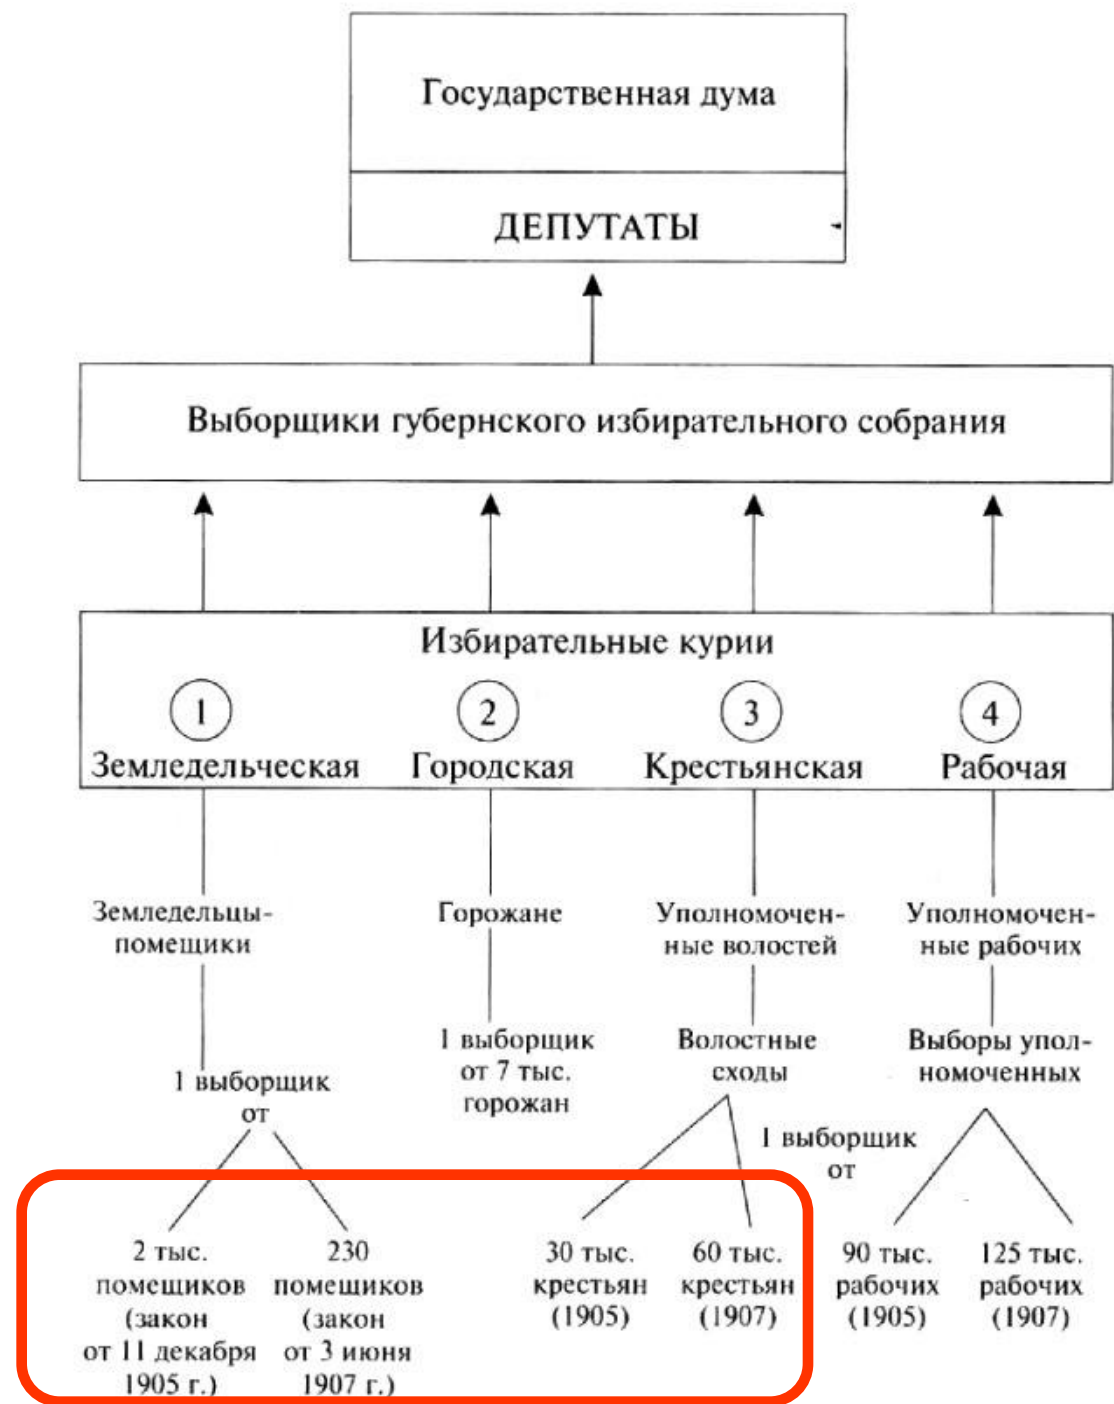 Государственная дума
ДЕПУТАТЫ
Выборщики губернского избирательного собрания
Избирательные курии
1
Земледельческая
2
Городская
3
Крестьянская
4
Рабочая
Земледельцы-
помещики
1 выборщик
от
2 тыс.
помещиков
(закон
от 11 декабря
1905 г.)
230
помещиков
(закон
от 3 июня
1907 г.)
Горожане
1 выборщик
от 7 тыс.
горожан
Уполномочен-
ные волостей
Волостные
сходы
30 тыс.
крестьян
(1905)
60 тыс.
крестьян
(1907)
1 выборщик
от
Уполномочен-
ные рабочих
Выборы упол-
номоченных
90 тыс.
рабочих
(1905)
125 тыс.
рабочих
(1907)